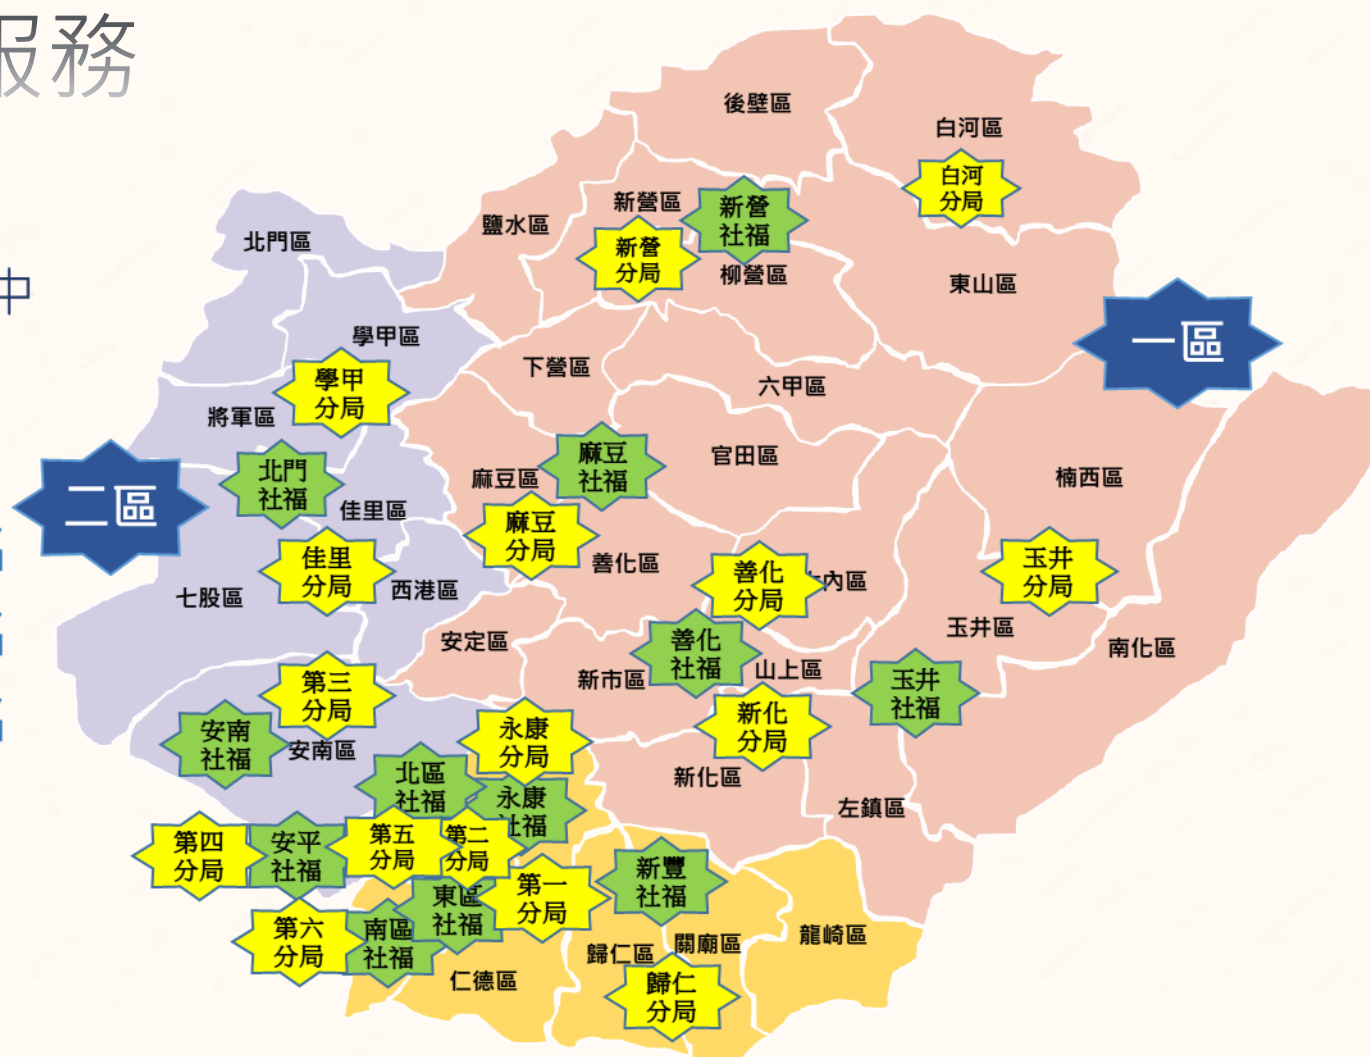 服務
中
後壁區
白河區
白河
分局
新營區
新營
社福
鹽水區
新營
分局
柳營區
東山區
北門區
一區
學甲區
下營區
六甲區
學甲
分局
將軍區
麻豆
社福
官田區
麻豆區
楠西區
北門
社福
二區
佳里區
麻豆
分局
善化區
佳里
分局
西港區
善化
分局
內區
玉井
分局
七股區
安定區
玉井區
南化區
善化
社福
山上區
新市區
玉井
社福
第三
分局
安南
社福
安南區
永康
分局
新化
分局
新化區
北區
社福
永康
社福
左鎮區
第四
分局
安平
社福
第五
分局
第二
分局
新豐
社福
第一
分局
東區
社福
第六
分局
南區
社福
龍崎區
關廟區
歸仁區
仁德區
歸仁
分局